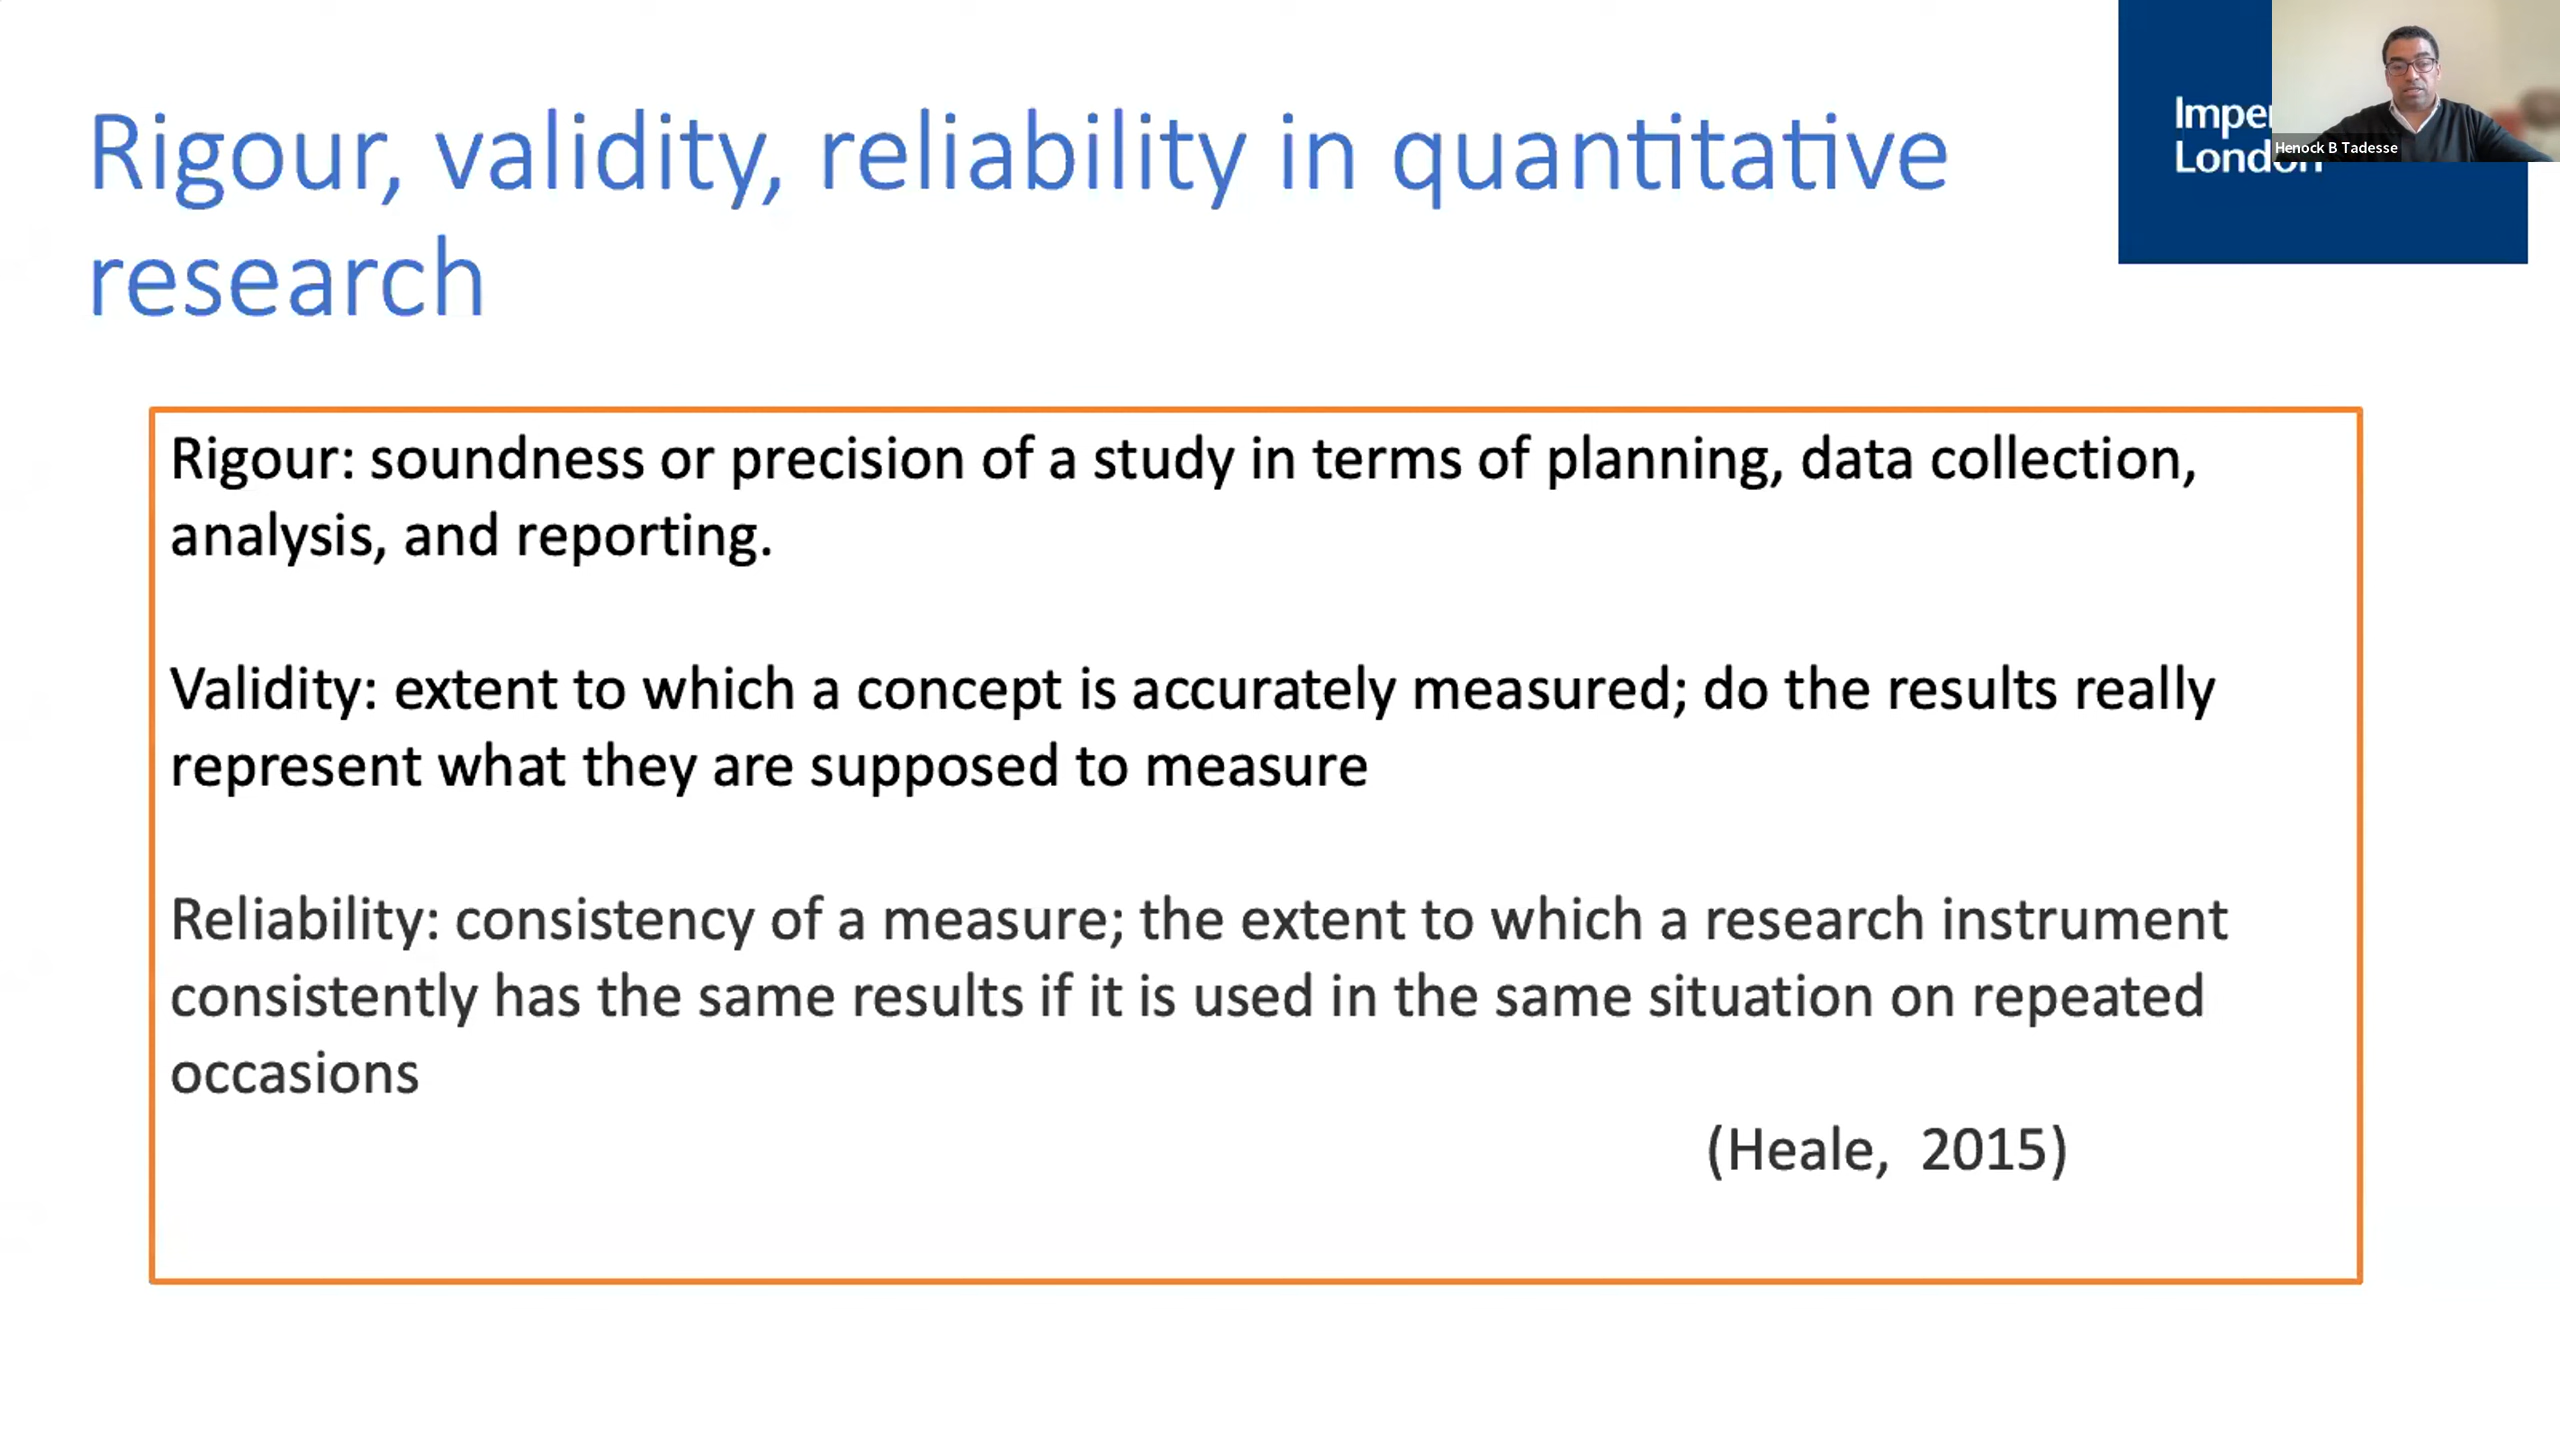 Rigour, validity, reliability in quantitative
research
Henock B Tadesse
Rigour: soundness or precision of a study in terms of planning, data collection,
analysis, and reporting.
Validity: extent to which a concept is accurately measured; do the results really
represent what they are supposed to measure
Reliability: consistency of a measure; the extent to which a research instrument
consistently has the same results if it is used in the same situation on repeated
occasions
(Heale, 2015)